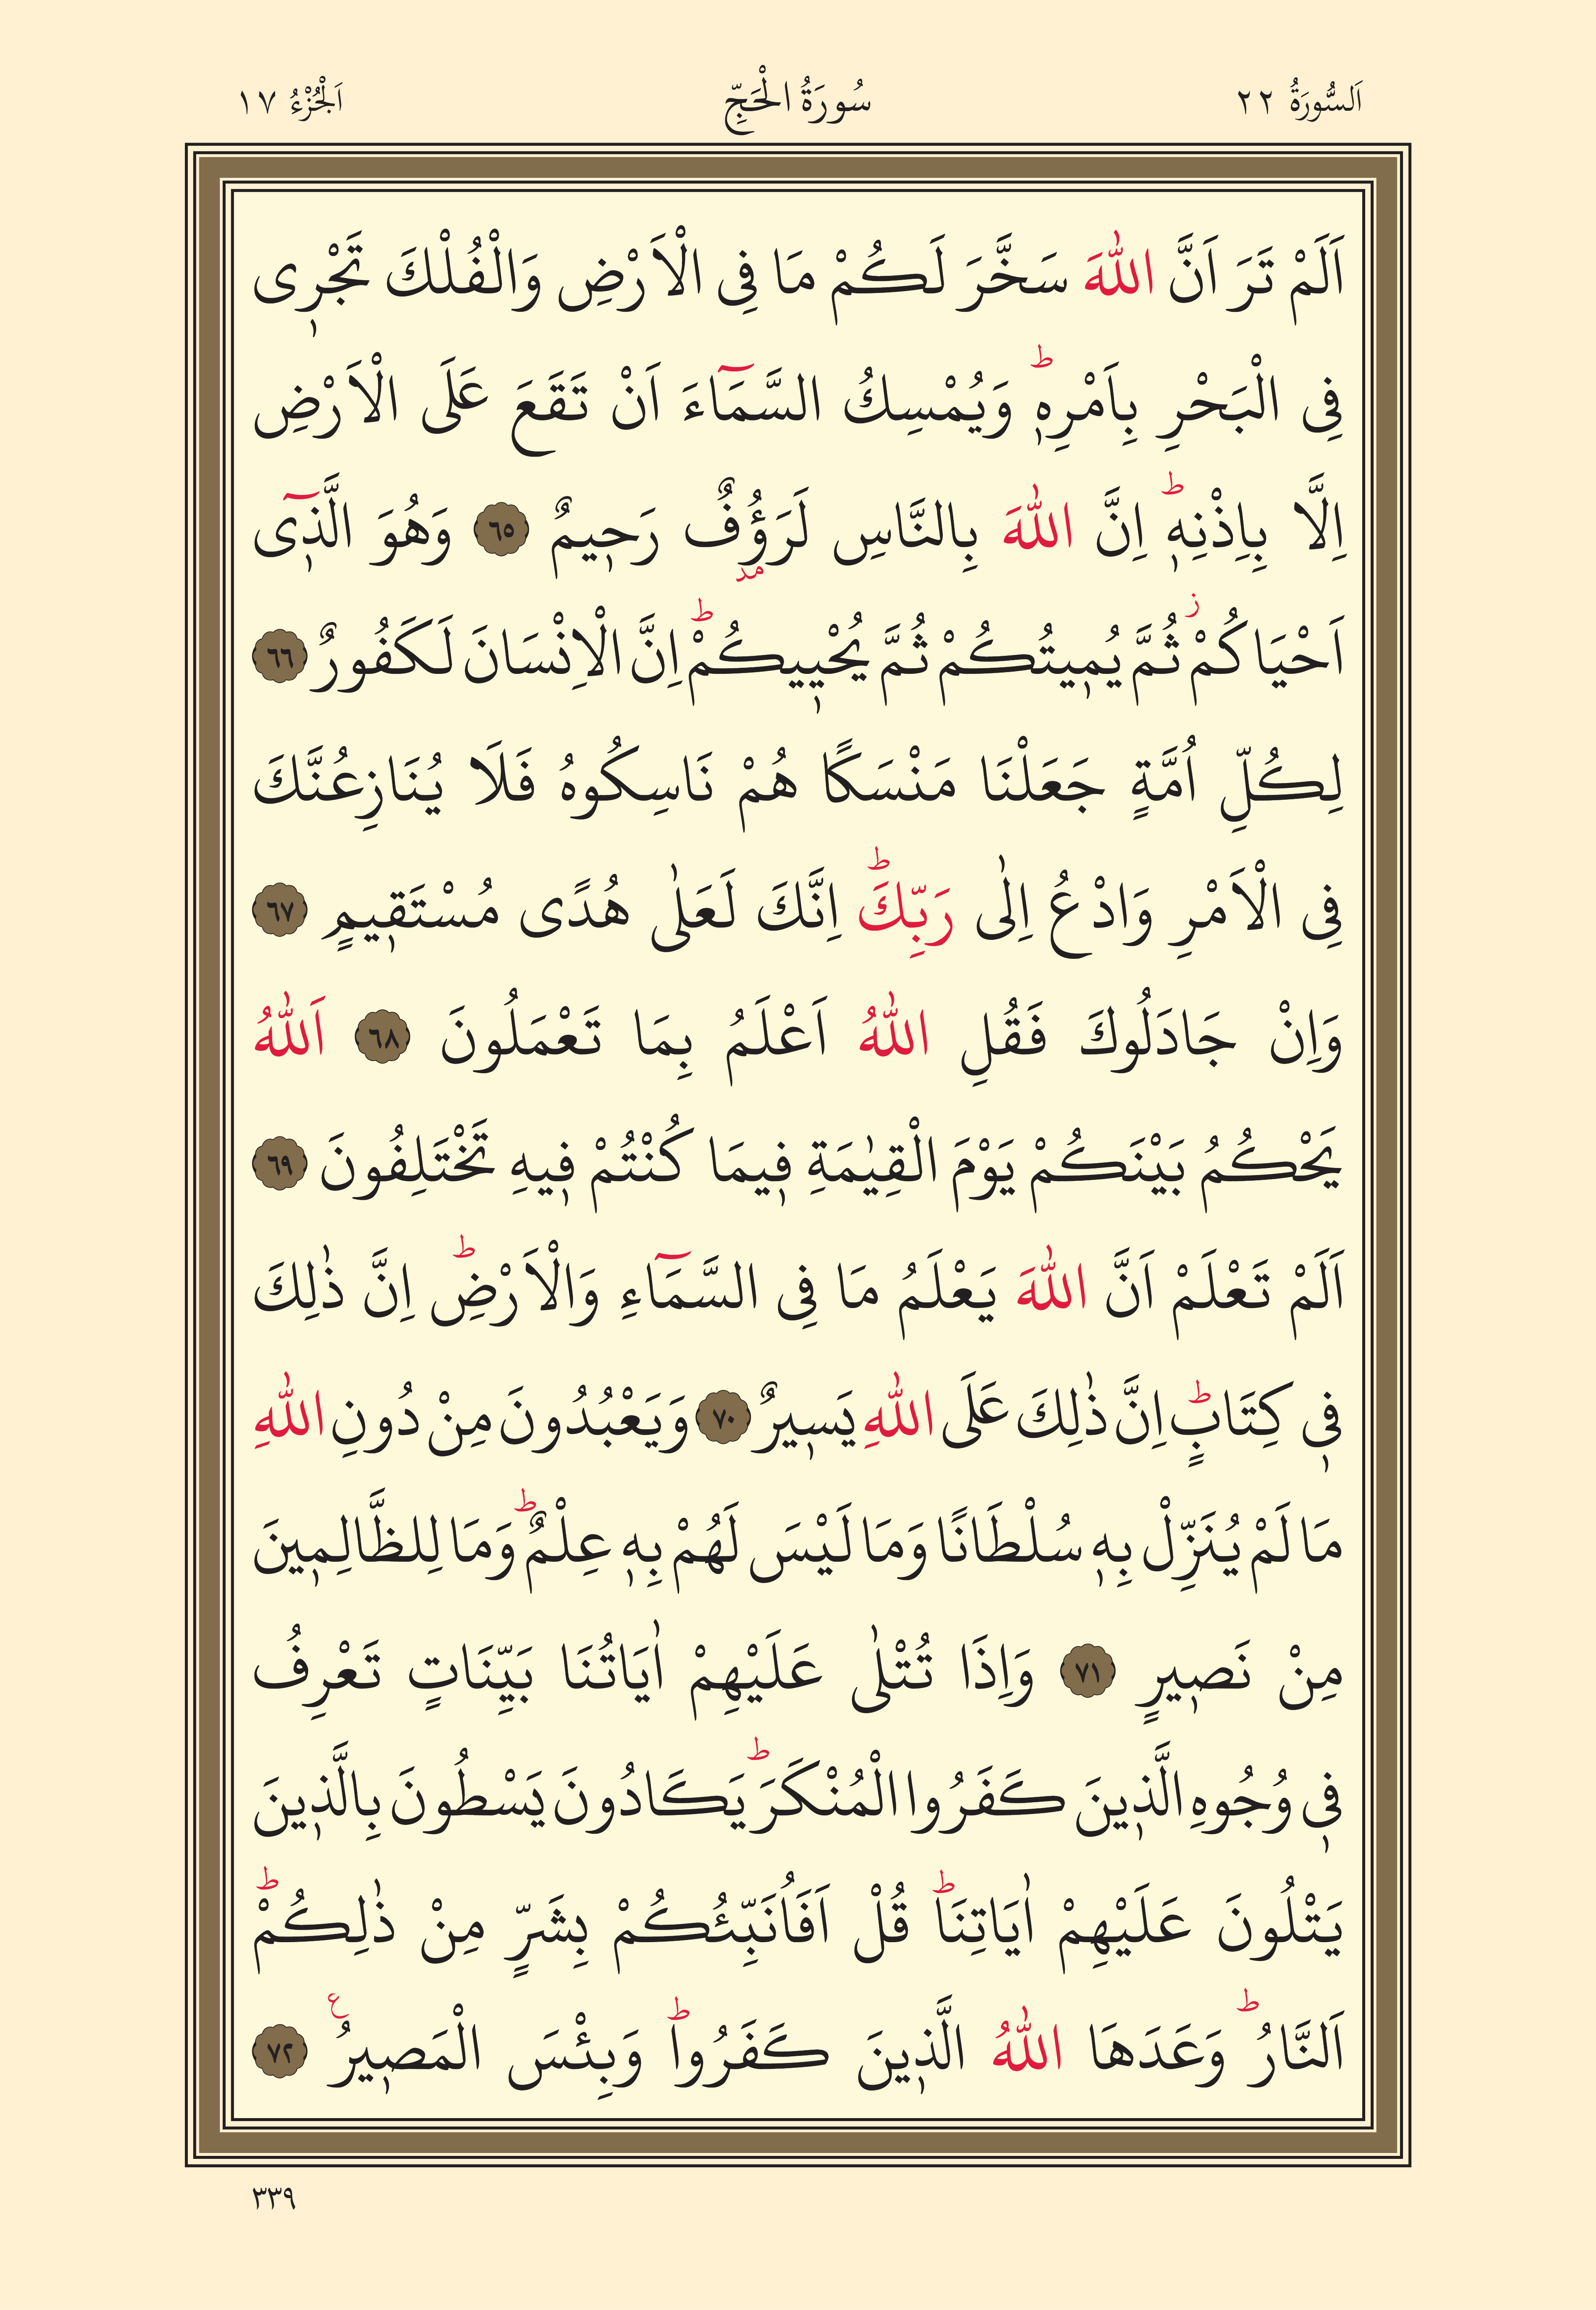 اَلسُّورَةُ ٢٢ سُورَةُ الْحَجِّ اَلْجُزْءُ ١٧
اَلَمْ تَرَ اَنَّ اللّٰهَ سَخَّرَ لَكُمْ مَا فِى الْاَرْضِ وَالْفُلْكَ تَجْرٖى
فِى الْبَحْرِ بِاَمْرِهٖؕ وَيُمْسِكُ السَّمَٓاءَ اَنْ تَقَعَ عَلَى الْاَرْضِ
اِلَّا بِاِذْنِهٖؕ اِنَّ اللّٰهَ بِالنَّاسِ لَرَؤُفٌ رَحٖيمٌ ٦٥ وَهُوَ الَّذٖٓى
مد
اَحْيَاكُمْؗ ثُمَّ يُمٖيتُكُمْ ثُمَّ يُحْيٖيكُمْؕ اِنَّ الْاِنْسَانَ لَكَفُورٌ ٦٦
لِكُلِّ اُمَّةٍ جَعَلْنَا مَنْسَكًا هُمْ نَاسِكُوهُ فَلَا يُنَازِعُنَّكَ
فِى الْاَمْرِ وَادْعُ اِلٰى رَبِّكَؕ اِنَّكَ لَعَلٰى هُدًى مُسْتَقٖيمٍ ٦٧
وَاِنْ جَادَلُوكَ فَقُلِ اللّٰهُ اَعْلَمُ بِمَا تَعْمَلُونَ ٦٨ اَللّٰهُ
يَحْكُمُ بَيْنَكُمْ يَوْمَ الْقِيٰمَةِ فٖيمَا كُنْتُمْ فٖيهِ تَخْتَلِفُونَ ٦٩
اَلَمْ تَعْلَمْ اَنَّ اللّٰهَ يَعْلَمُ مَا فِى السَّمَٓاءِ وَالْاَرْضِؕ اِنَّ ذٰلِكَ
فٖى كِتَابٍؕ اِنَّ ذٰلِكَ عَلَى اللّٰهِ يَسٖيرٌ ٧٠ وَيَعْبُدُونَ مِنْ دُونِ اللّٰهِ
مَا لَمْ يُنَزِّلْ بِهٖ سُلْطَانًا وَمَا لَيْسَ لَهُمْ بِهٖ عِلْمٌؕ وَمَا لِلظَّالِمٖينَ
مِنْ نَصٖيرٍ ٧١ وَاِذَا تُتْلٰى عَلَيْهِمْ اٰيَاتُنَا بَيِّنَاتٍ تَعْرِفُ
فٖى وُجُوهِ الَّذٖينَ كَفَرُوا الْمُنْكَرَؕ يَكَادُونَ يَسْطُونَ بِالَّذٖينَ
يَتْلُونَ عَلَيْهِمْ اٰيَاتِنَاؕ قُلْ اَفَاُنَبِّئُكُمْ بِشَرٍّ مِنْ ذٰلِكُمْؕ
اَلنَّارُؕ وَعَدَهَا اللّٰهُ الَّذٖينَ كَفَرُواؕ وَبِئْسَ الْمَصٖيرُ ع ٧٢
٣٣٩